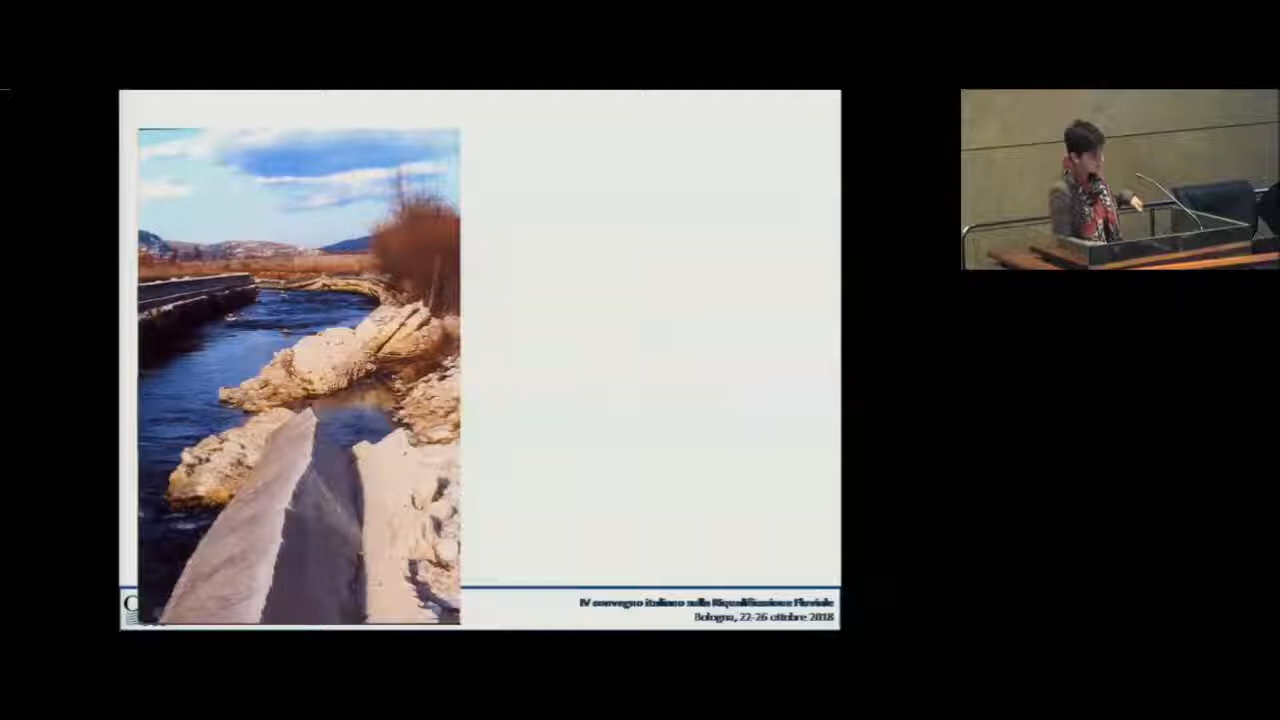 IV convegno italiano sulla Riqualificazione Fluviale
Bologna, 22-26 ottobre 2018